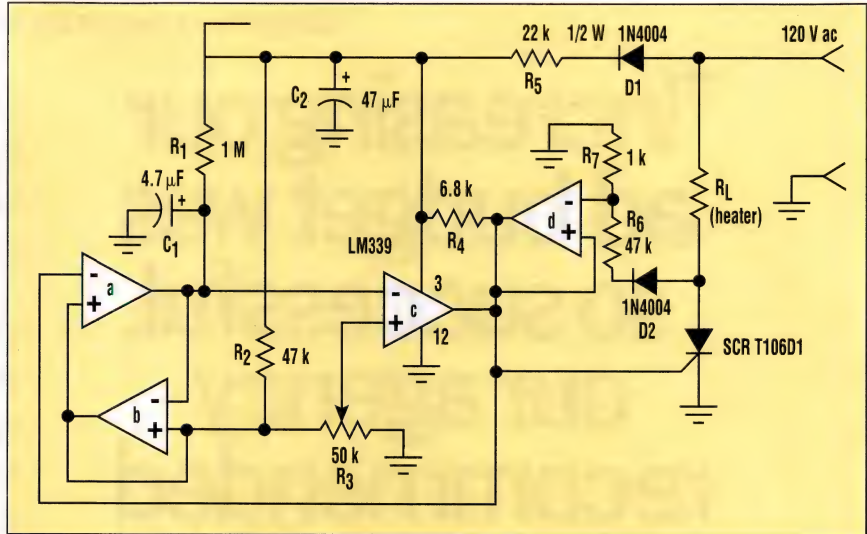 22 k 1/2 W 1N4004 120 V ac
R5 D1
C2 + 47 μF
R1 1 M
R7 1 k
4.7 μF
+
C1
6.8 k
R4
d
-
+
R6
47 k
RL
(heater)
LM339
1N4004
D2
-
+
a
-
+
c
3
12
SCR T106D1
R2 47 k
b
-
+
50 k
R3